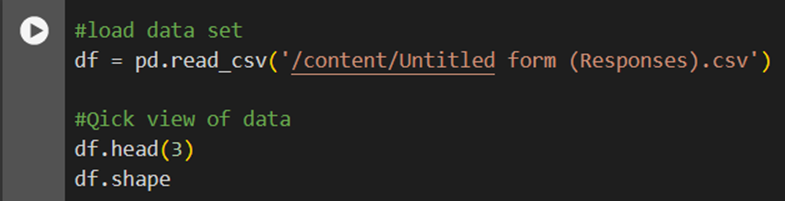 #load data set
df = pd.read_csv('/content/Untitled form (Responses).csv')
#Qick view of data
df.head(3)
df.shape